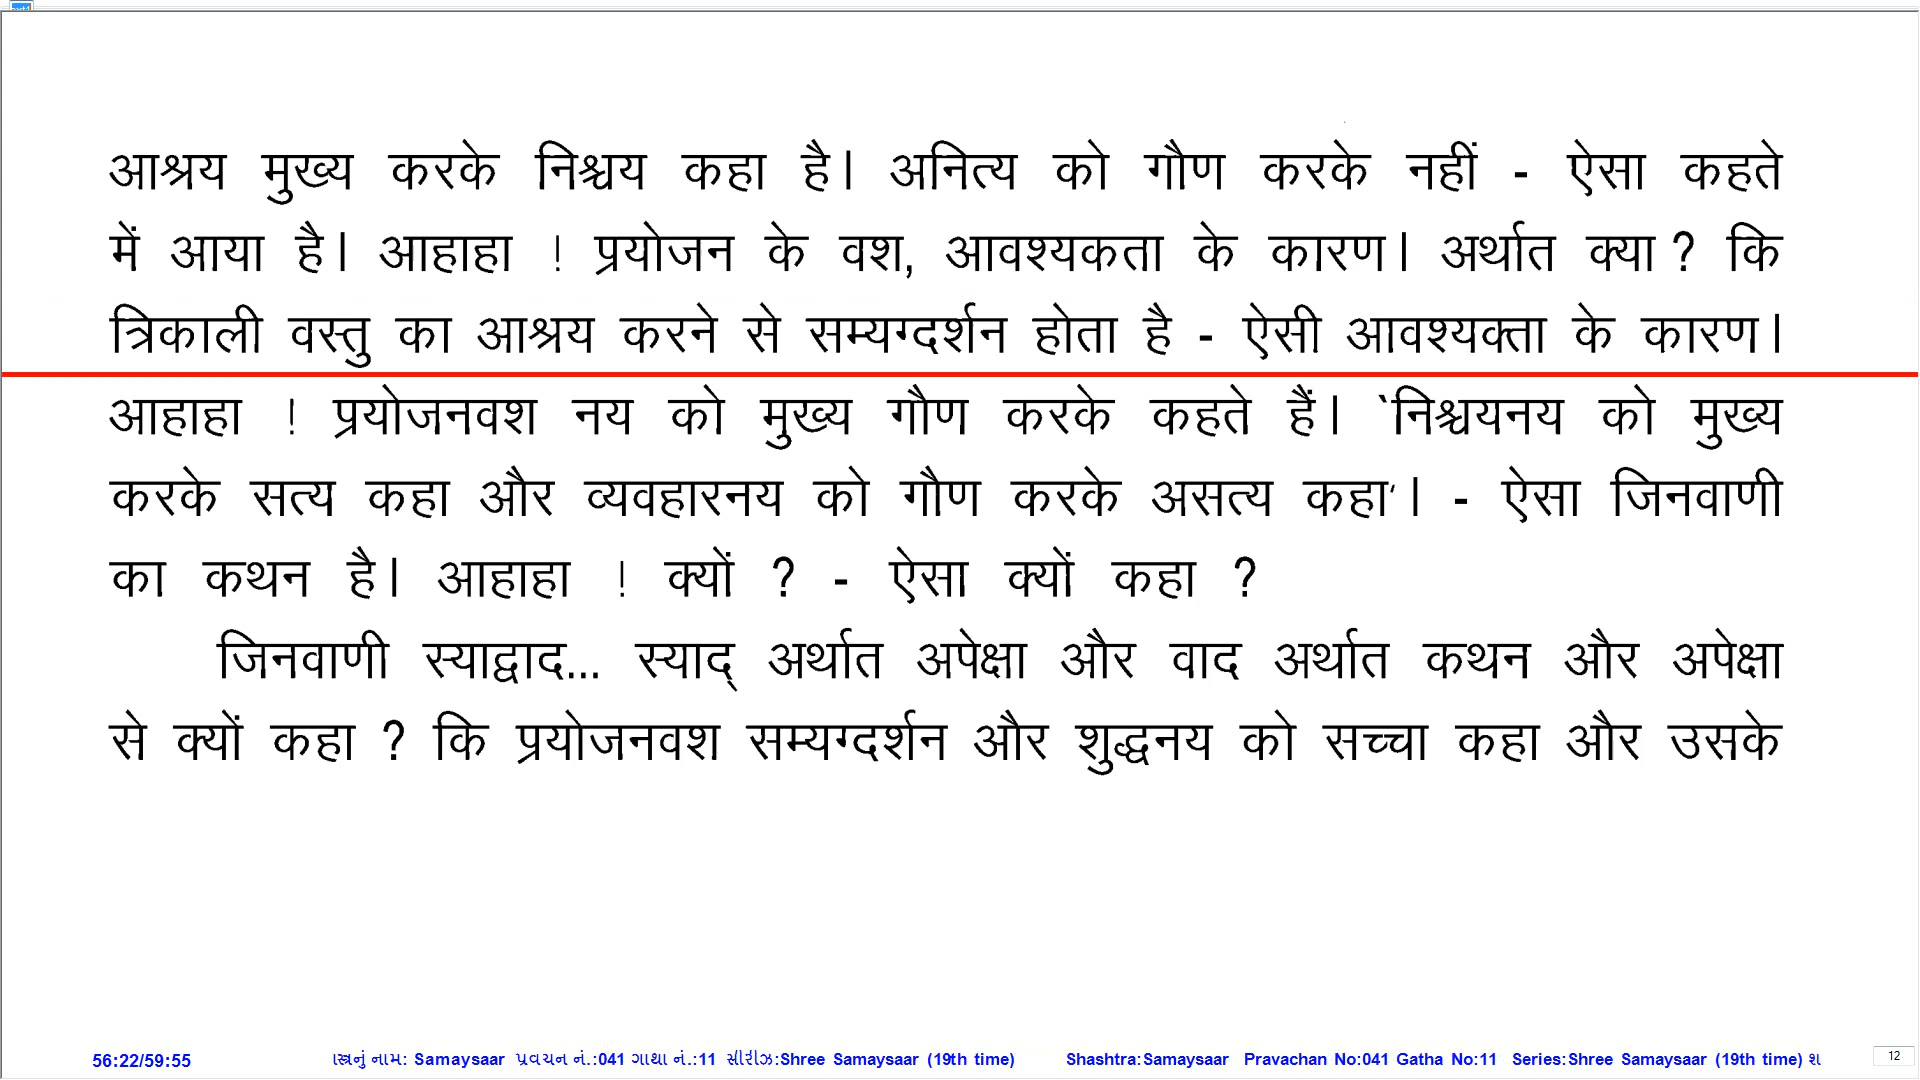 आश्रय मुख्य करके निश्चय कहा है। अनित्य को गौण करके नहीं - ऐसा कहते
में आया है। आहाहा ! प्रयोजन के वश, आवश्यकता के कारण। अर्थात क्या ? कि
त्रिकाली वस्तु का आश्रय करने से सम्यग्दर्शन होता है - ऐसी आवश्यक्ता के कारण।
आहाहा ! प्रयोजनवश नय को मुख्य गौण करके कहते हैं। `निश्चयनय को मुख्य
करके सत्य कहा और व्यवहारनय को गौण करके असत्य कहा’। - ऐसा जिनवाणी
का कथन है। आहाहा ! क्यों ? - ऐसा क्यों कहा ?
जिनवाणी स्याद्वाद... स्याद् अर्थात अपेक्षा और वाद अर्थात कथन और अपेक्षा
से क्यों कहा ? कि प्रयोजनवश सम्यग्दर्शन और शुद्धनय को सच्चा कहा और उसके
56:22/59:55 ાસ્ત્રનું નામ: Samaysaar પ્રવચન નં.:041 ગાથા નં.:11 સીરીઝ:Shree Samaysaar (19th time) Shashtra:Samaysaar Pravachan No:041 Gatha No:11 Series:Shree Samaysaar (19th time) શ 12